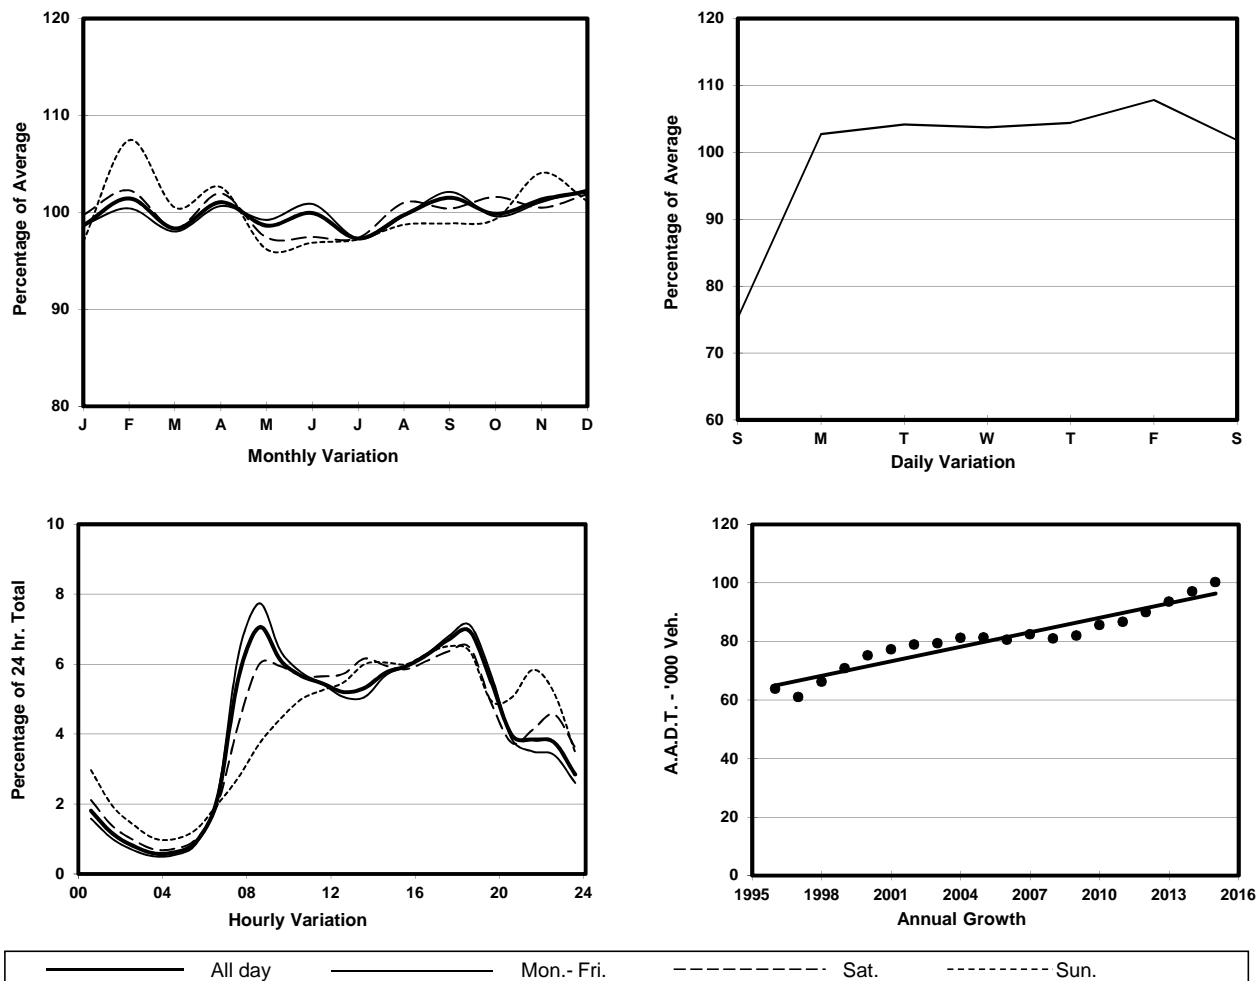 120
110
100
90
80
Percentage of Average
J F M A M J J A S O N D
Monthly Variation
120
110
100
90
80
70
60
Percentage of Average
S M T W T F S
Daily Variation
10
8
6
4
2
0
Percentage of 24 hr. Total
00 04 08 12 16 20 24
Hourly Variation
120
100
80
60
40
20
0
A.A.D.T. - '000 Veh.
1995 1998 2001 2004 2007 2010 2013 2016
Annual Growth
All day Mon.- Fri. Sat. Sun.